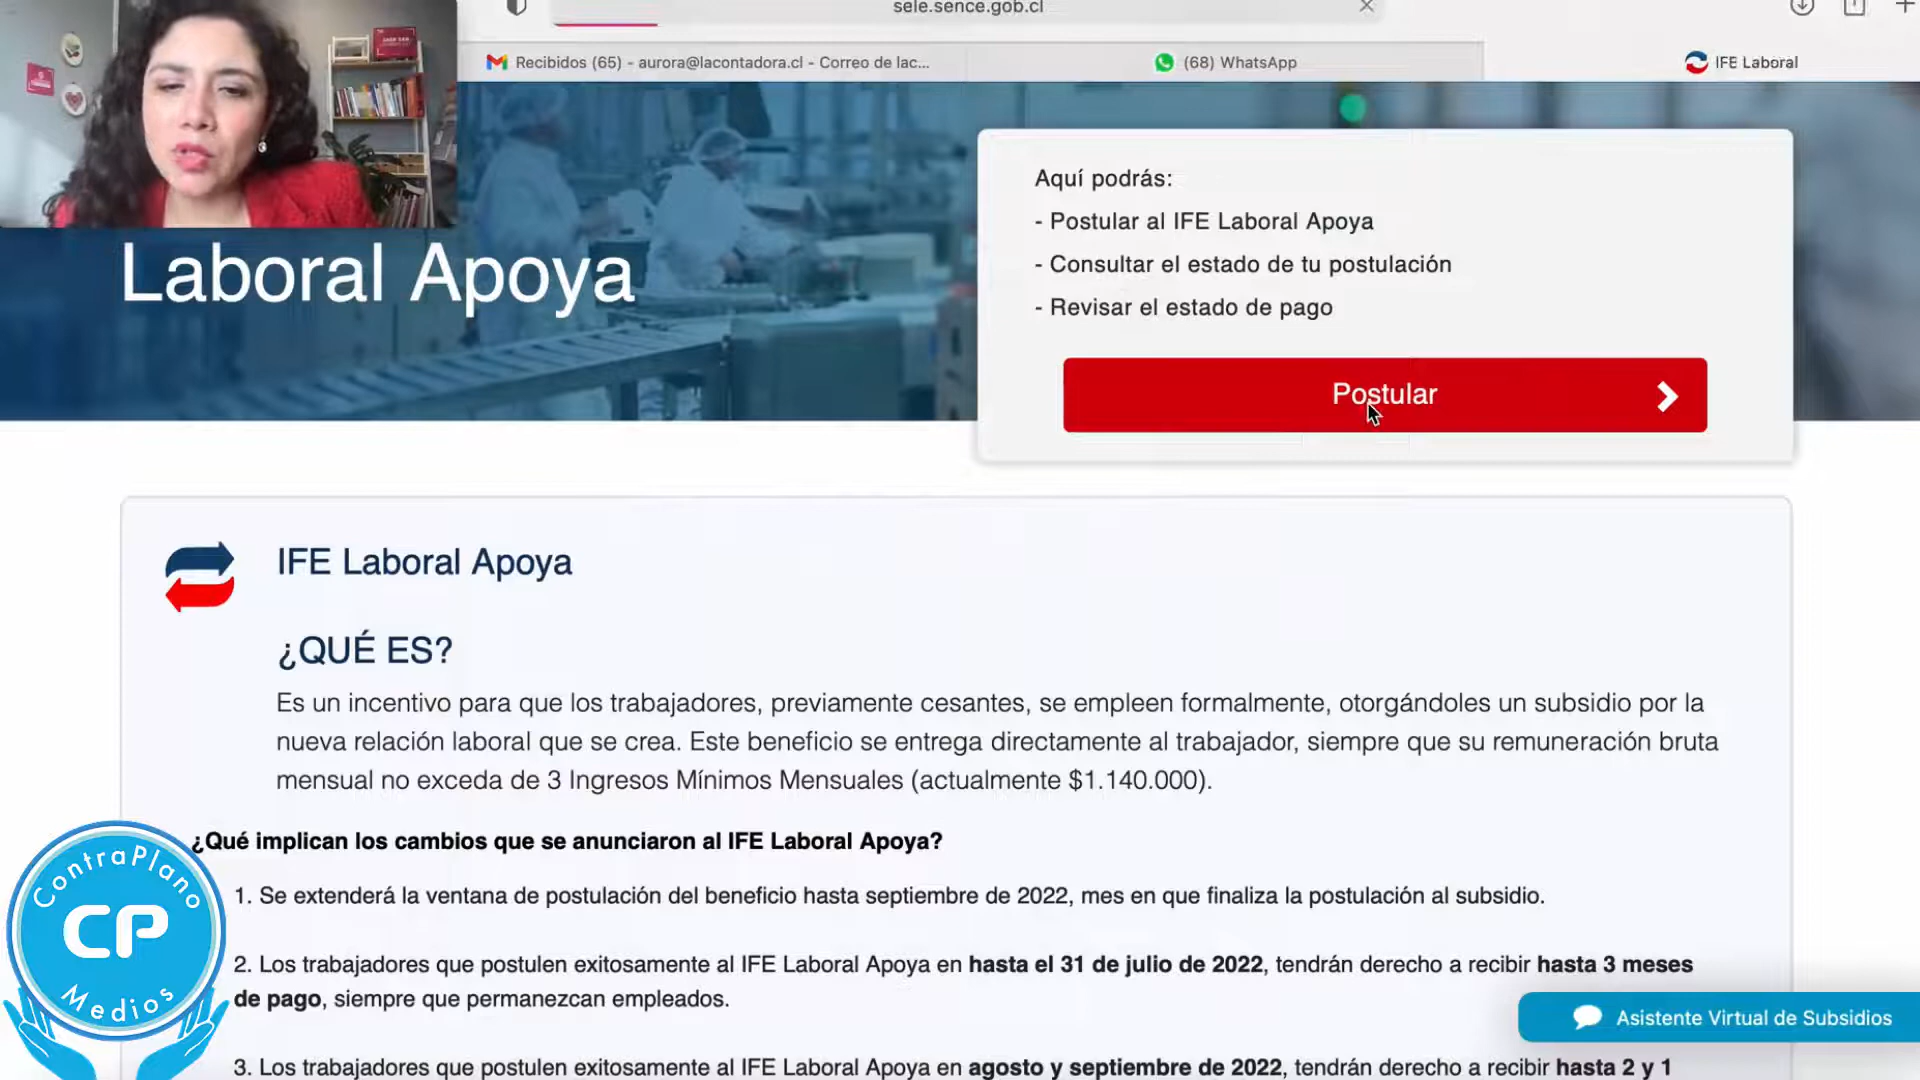 sele.sence.gob.cl
Recibidos (65) - aurora@lacontadora.cl - Correo de lac...
(68) WhatsApp
IFE Laboral
Laboral Apoya
Aquí podrás:
- Postular al IFE Laboral Apoya
- Consultar el estado de tu postulación
- Revisar el estado de pago
Postular
IFE Laboral Apoya
¿QUÉ ES?
Es un incentivo para que los trabajadores, previamente cesantes, se empleen formalmente, otorgándoles un subsidio por la
nueva relación laboral que se crea. Este beneficio se entrega directamente al trabajador, siempre que su remuneración bruta
mensual no exceda de 3 Ingresos Mínimos Mensuales (actualmente $1.140.000).
¿Qué implican los cambios que se anunciaron al IFE Laboral Apoya?
1. Se extenderá la ventana de postulación del beneficio hasta septiembre de 2022, mes en que finaliza la postulación al subsidio.
2. Los trabajadores que postulen exitosamente al IFE Laboral Apoya en hasta el 31 de julio de 2022, tendrán derecho a recibir hasta 3 meses
de pago, siempre que permanezcan empleados.
3. Los trabajadores que postulen exitosamente al IFE Laboral Apoya en agosto y septiembre de 2022, tendrán derecho a recibir hasta 2 y 1
Asistente Virtual de Subsidios
ContraPlano
CP
Medios